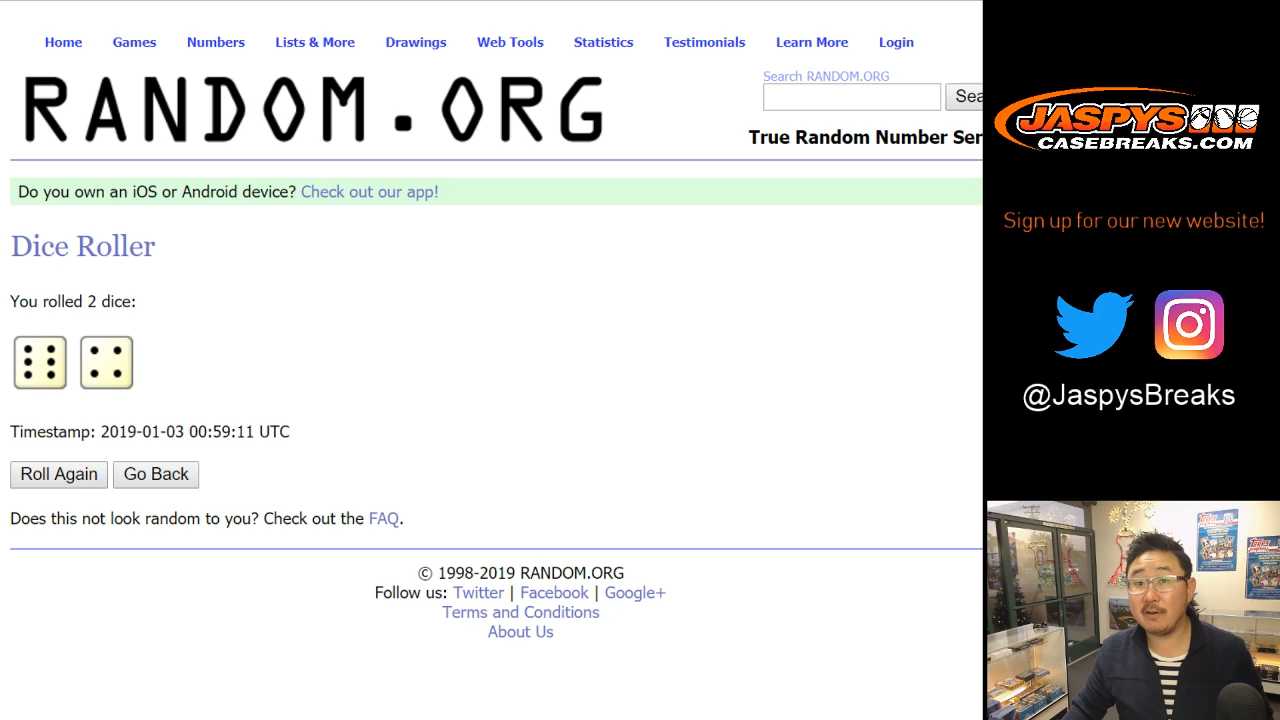 Home Games Numbers Lists & More Drawings Web Tools Statistics Testimonials Learn More Login
RANDOM.ORG
Search RANDOM.ORG
Sea
True Random Number Ser
Do you own an iOS or Android device? Check out our app!
Dice Roller
You rolled 2 dice:
Timestamp: 2019-01-03 00:59:11 UTC
Roll Again Go Back
Does this not look random to you? Check out the FAQ.
© 1998-2019 RANDOM.ORG
Follow us: Twitter | Facebook | Google+
Terms and Conditions
About Us
JASPYS
CASEBREAKS.COM
Sign up for our new website!
@JaspysBreaks
Topps
Topps